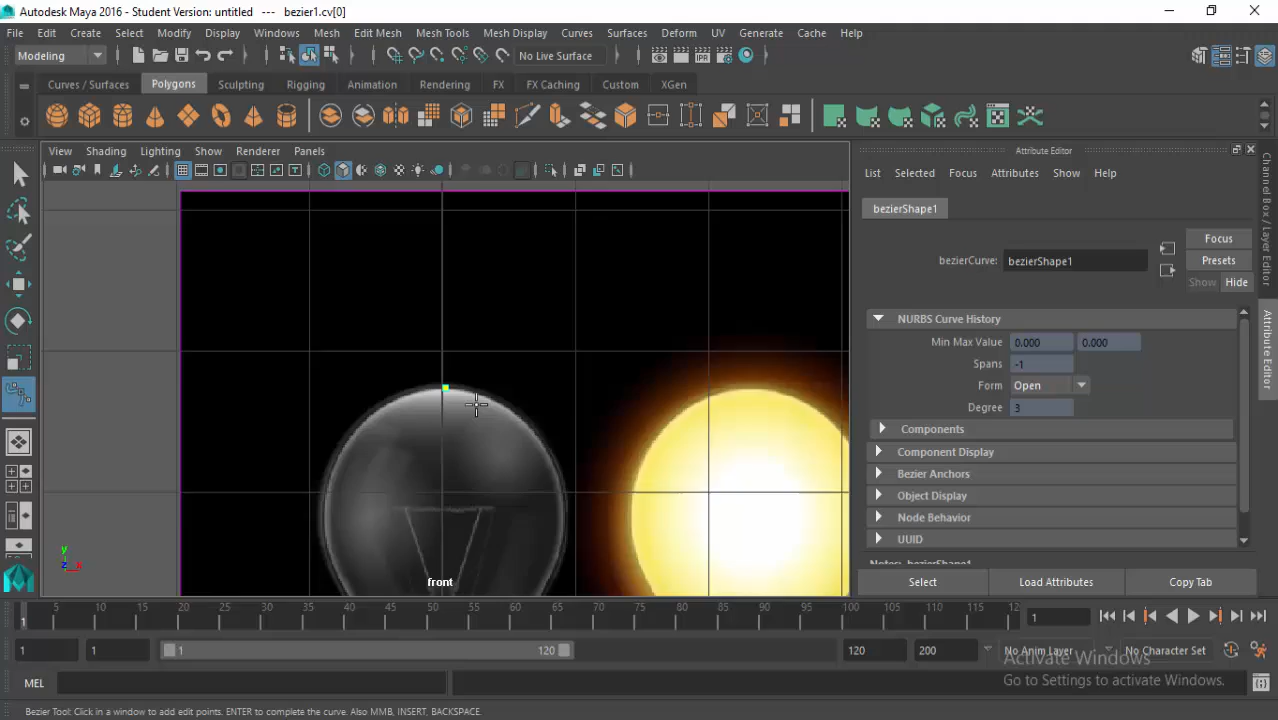 Autodesk Maya 2016 - Student Version: untitled --- bezier1.cv[0]
File Edit Create Select Modify Display Windows Mesh Edit Mesh Mesh Tools Mesh Display Curves Surfaces Deform UV Generate Cache Help
Modeling No Live Surface
Curves / Surfaces Polygons Sculpting Rigging Animation Rendering FX FX Caching Custom XGen
View Shading Lighting Show Renderer Panels
Attribute Editor
List Selected Focus Attributes Show Help
bezierShape1
Focus
bezierCurve: bezierShape1
Presets
Show Hide
NURBS Curve History
Min Max Value 0.000 0.000
Spans -1
Form Open
Degree 3
Components
Component Display
Bezier Anchors
Object Display
Node Behavior
UUID
Notes: bezierShape1
Select Load Attributes Copy Tab
Channel Box / Layer Editor
Attribute Editor
IPR
y
z x
front
1 5 10 15 20 25 30 35 40 45 50 55 60 65 70 75 80 85 90 95 100 105 110 115 12
1
1 1 1 120 120 200 No Anim Layer No Character Set
Activate Windows
Go to Settings to activate Windows.
MEL
Bezier Tool: Click in a window to add edit points. ENTER to complete the curve. Also MMB, INSERT, BACKSPACE.